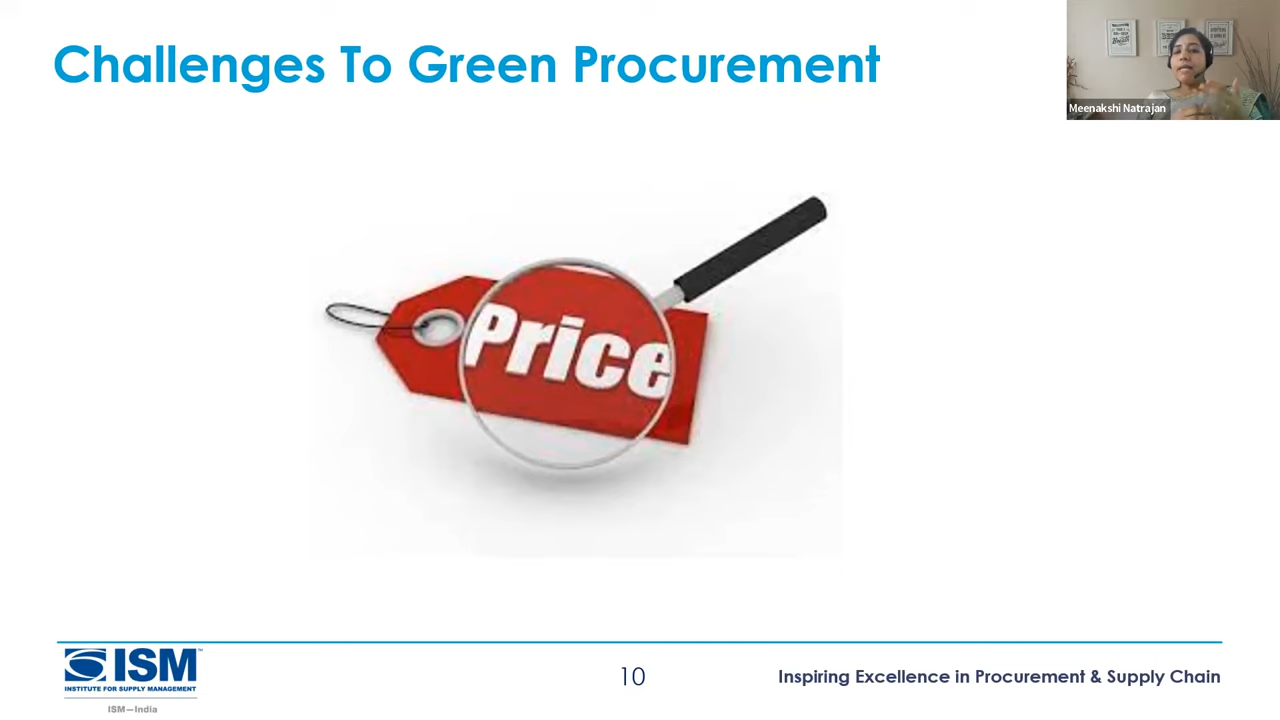 Challenges To Green Procurement
Meenakshi Natrajan
Price
ISM
INSTITUTE FOR SUPPLY MANAGEMENT
ISM—India
10
Inspiring Excellence in Procurement & Supply Chain